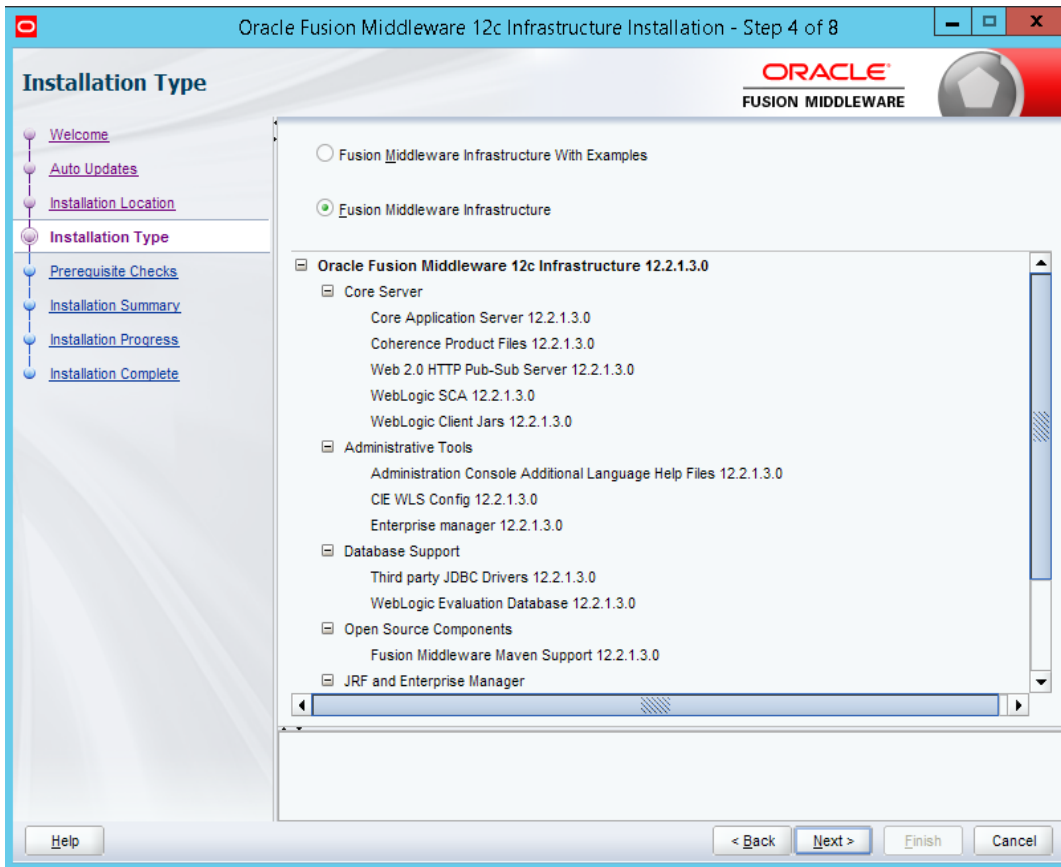 Oracle Fusion Middleware 12c Infrastructure Installation - Step 4 of 8
Installation Type
ORACLE
FUSION MIDDLEWARE
Welcome
Auto Updates
Installation Location
Installation Type
Prerequisite Checks
Installation Summary
Installation Progress
Installation Complete
Fusion Middleware Infrastructure With Examples
Fusion Middleware Infrastructure
Oracle Fusion Middleware 12c Infrastructure 12.2.1.3.0
Core Server
Core Application Server 12.2.1.3.0
Coherence Product Files 12.2.1.3.0
Web 2.0 HTTP Pub-Sub Server 12.2.1.3.0
WebLogic SCA 12.2.1.3.0
WebLogic Client Jars 12.2.1.3.0
Administrative Tools
Administration Console Additional Language Help Files 12.2.1.3.0
CIE WLS Config 12.2.1.3.0
Enterprise manager 12.2.1.3.0
Database Support
Third party JDBC Drivers 12.2.1.3.0
WebLogic Evaluation Database 12.2.1.3.0
Open Source Components
Fusion Middleware Maven Support 12.2.1.3.0
JRF and Enterprise Manager
Help
< Back
Next >
Finish
Cancel